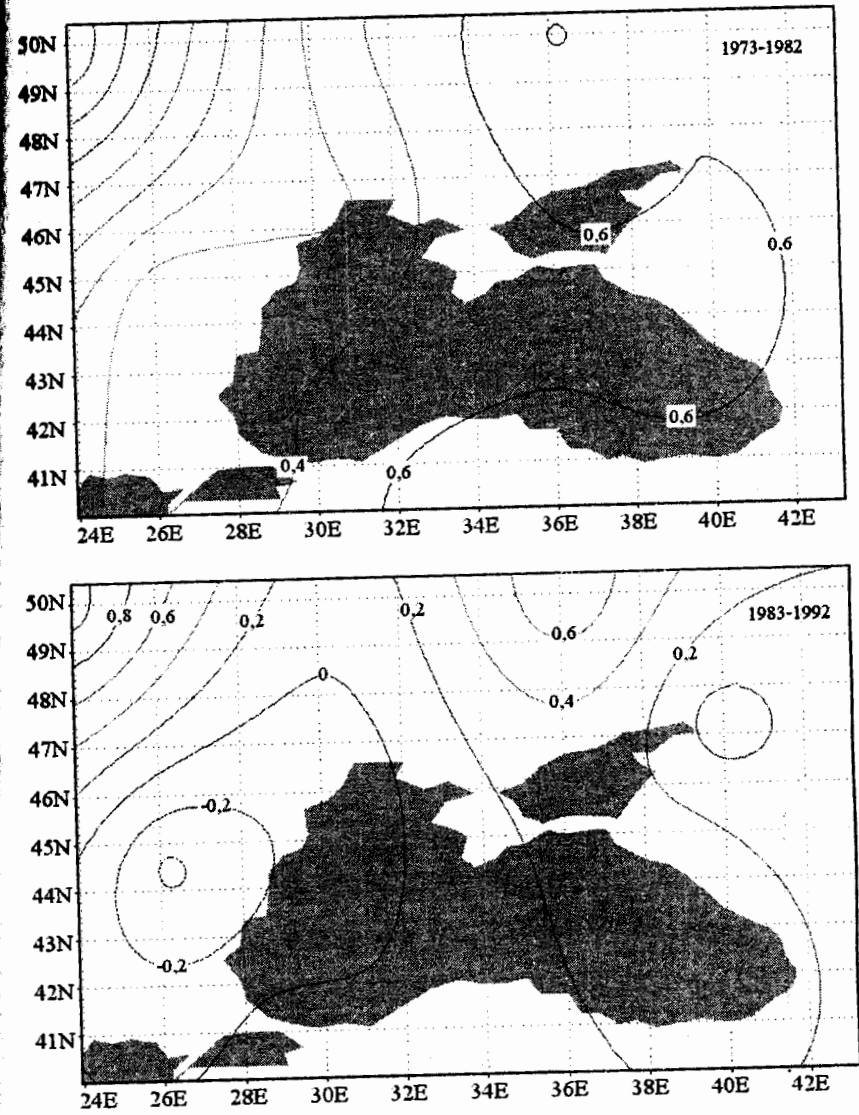 50N
1973-1982
49N
48N
47N
46N
0,6
0,6
45N
44N
43N
42N
0,6
41N
0,4
0,6
24E 26E 28E 30E 32E 34E 36E 38E 40E 42E
50N
0,8 0,6 0,2 0,2
1983-1992
0,6
49N
0,2
0
48N
0,4
47N
46N
-0,2
45N
44N
43N
-0,2
42N
41N
24E 26E 28E 30E 32E 34E 36E 38E 40E 42E